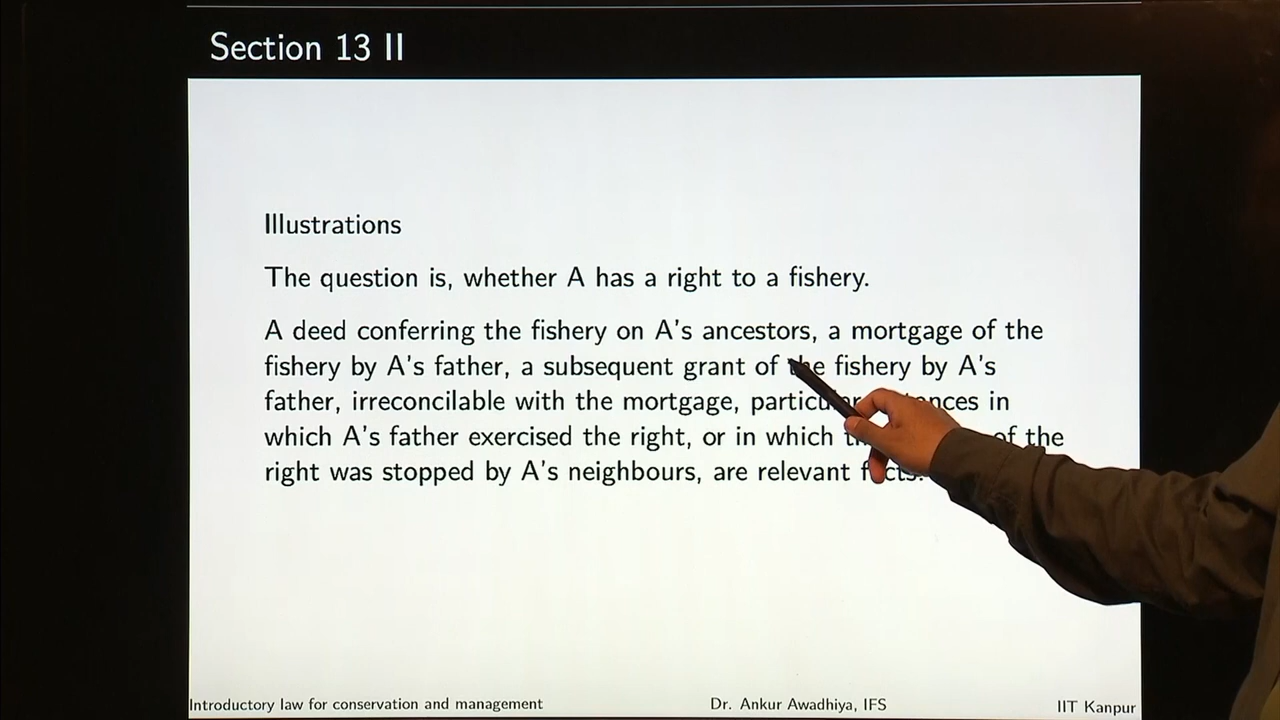 Section 13 II
Illustrations
The question is, whether A has a right to a fishery.
A deed conferring the fishery on A's ancestors, a mortgage of the
fishery by A's father, a subsequent grant of the fishery by A's
father, irreconcilable with the mortgage, in
which A's father exercised the right, or in which of the
right was stopped by A's neighbours, are relevant facts.
Introductory law for conservation and management Dr. Ankur Awadhiya, IFS IIT Kanpur